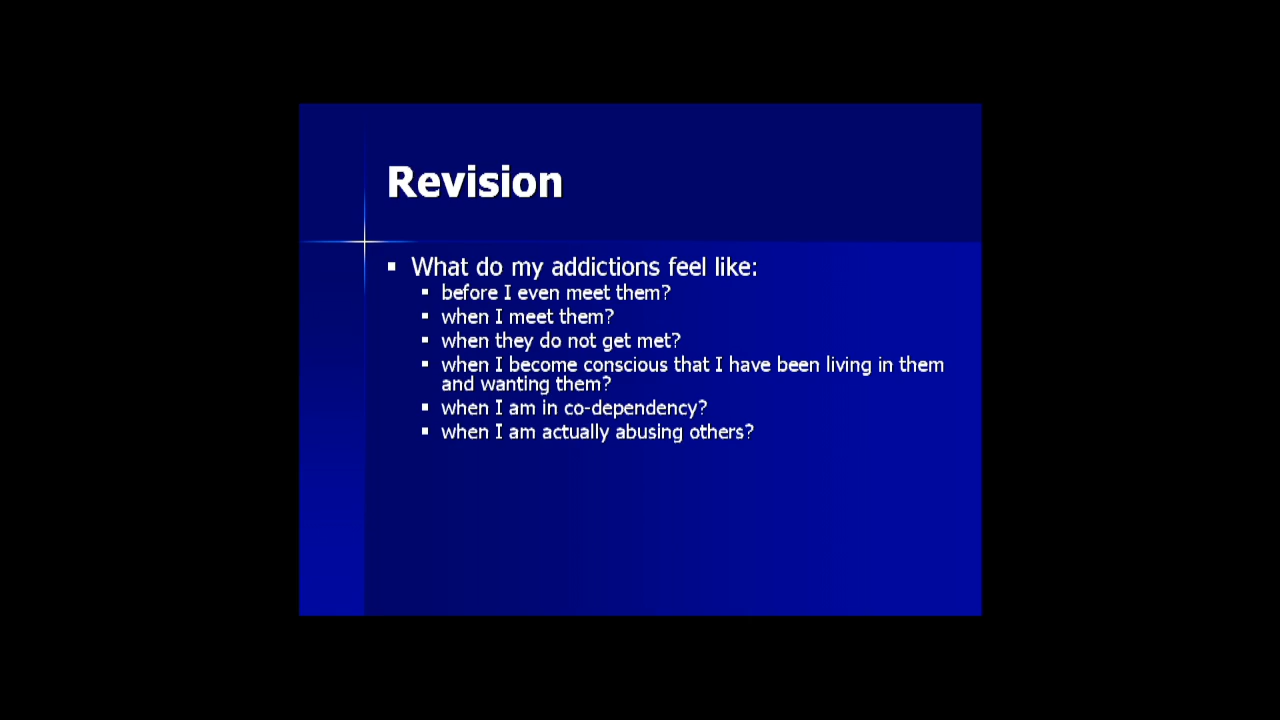 Revision
What do my addictions feel like:
before I even meet them?
when I meet them?
when they do not get met?
when I become conscious that I have been living in them
and wanting them?
when I am in co-dependency?
when I am actually abusing others?